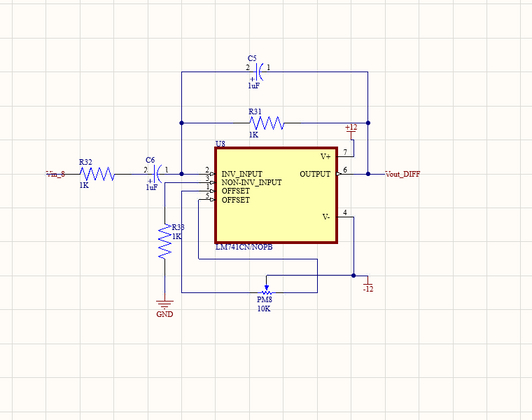 C5
2 1
+
1uF
R31
1K
+12
U8
V+ 7
R32
C6
Vin_8
2 1
2 INV_INPUT
OUTPUT 6
Vout_DIFF
1K
+
1uF
3 NON-INV_INPUT
1 OFFSET
5 OFFSET
V- 4
R33
1K
LM741CN/NOPB
-12
PM8
10K
GND